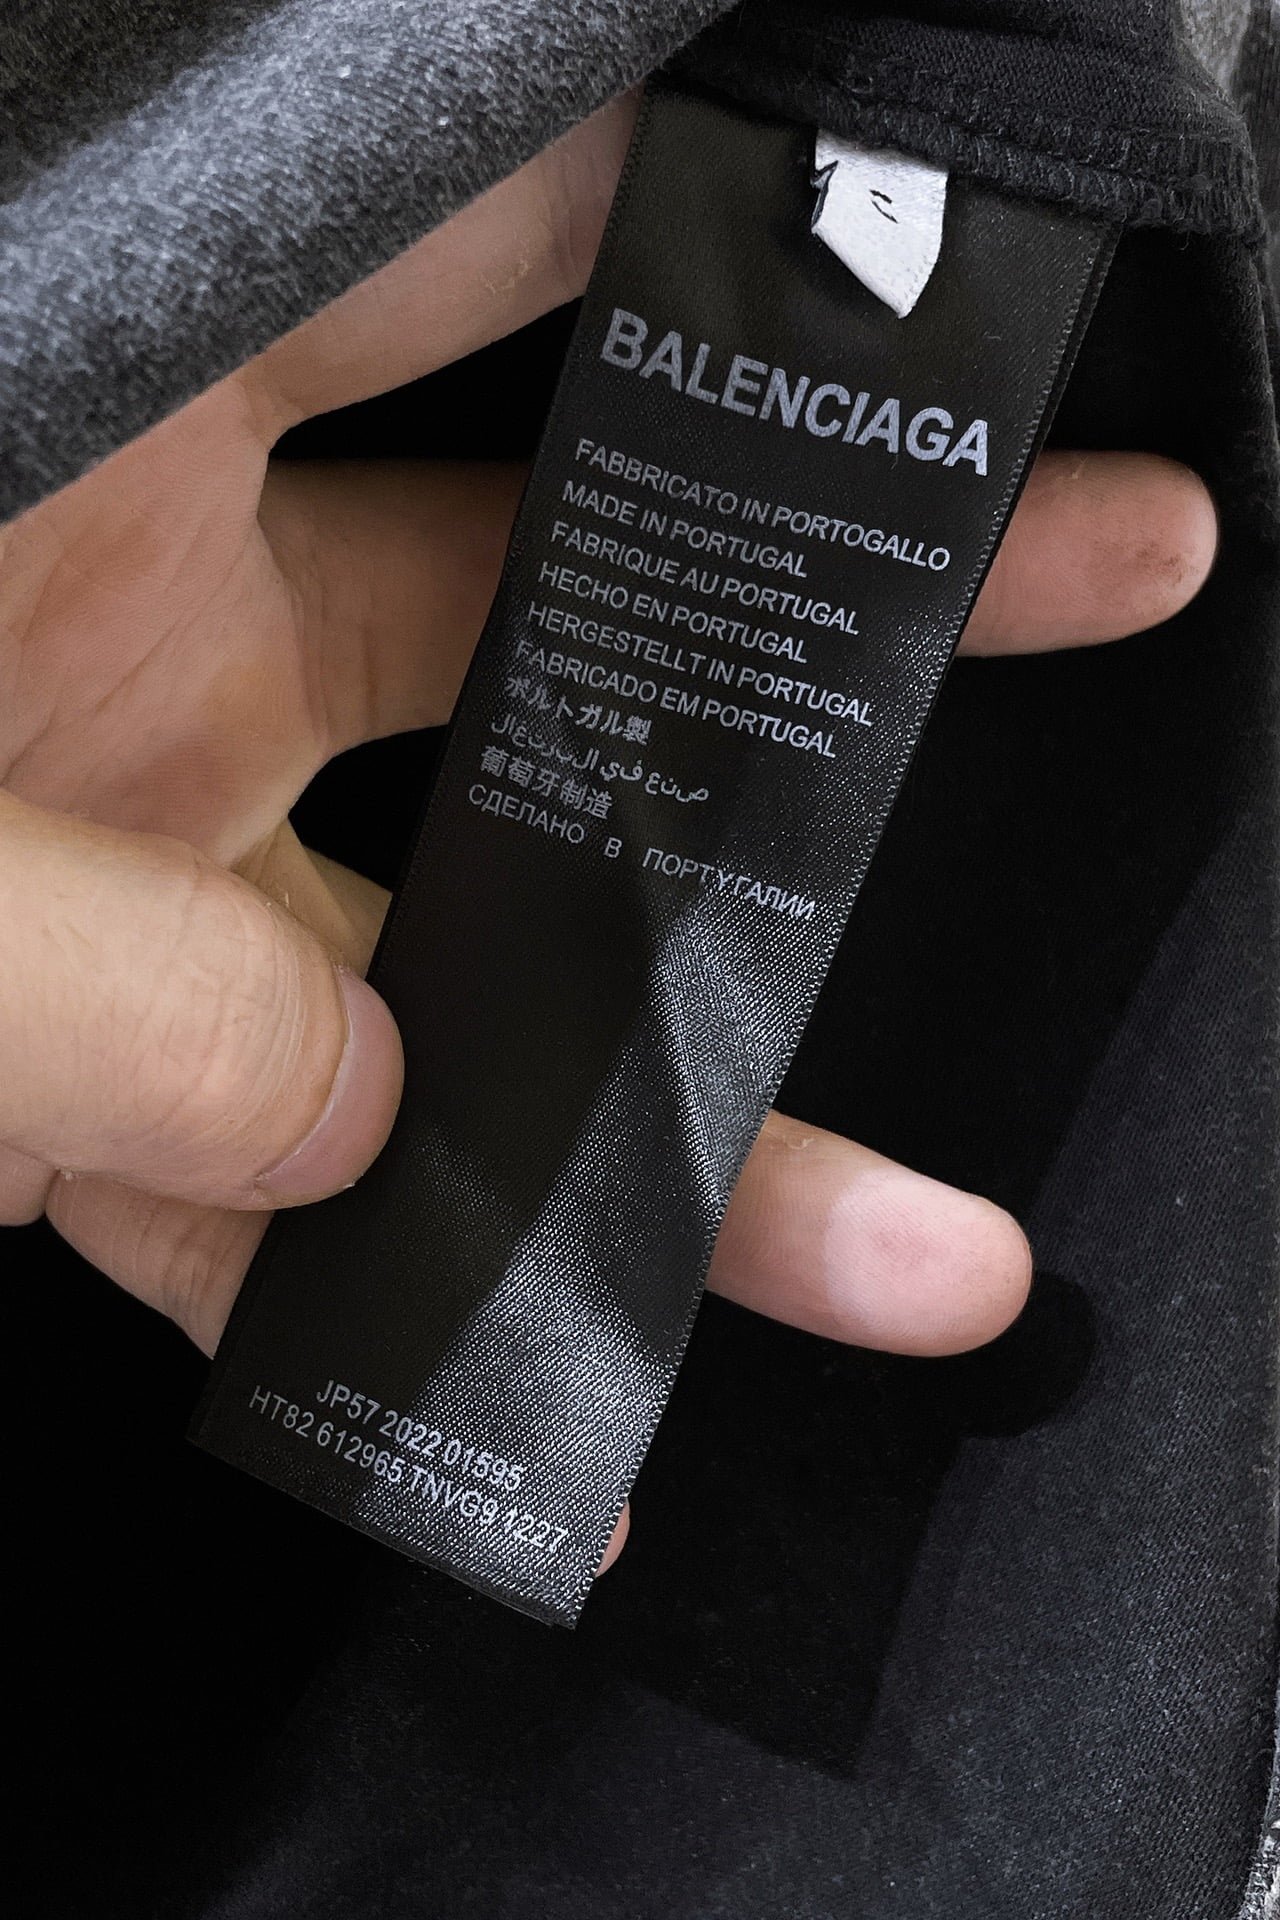 BALENCIAGA
FABBRICATO IN PORTOGALLO
MADE IN PORTUGAL
FABRIQUE AU PORTUGAL
HECHO EN PORTUGAL
HERGESTELLT IN PORTUGAL
FABRICADO EM PORTUGAL
ポルトガル製
صنع في البرتغال
葡萄牙制造
СДЕЛАНО В ПОРТУГАЛИИ
JP57 2022 01595
HT82 612965 TNVG9 1227